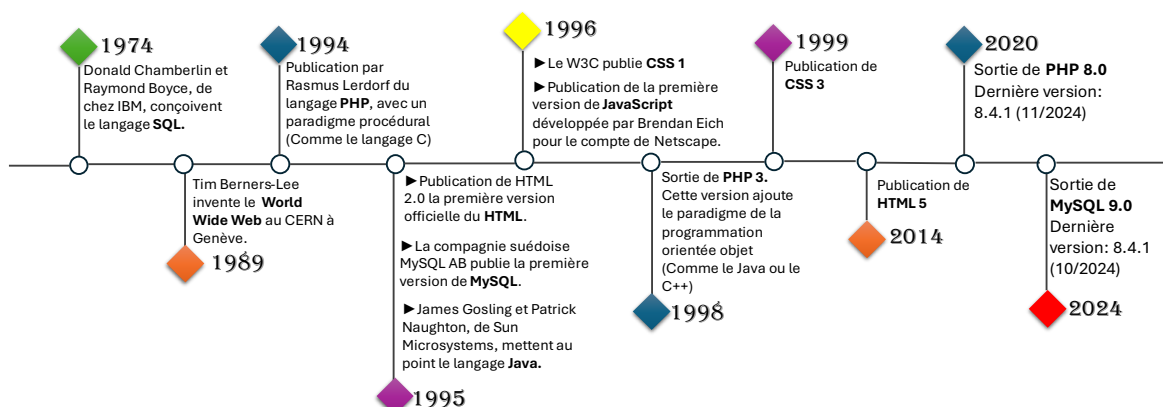 1974
Donald Chamberlin et
Raymond Boyce, de
chez IBM, conçoivent
le langage SQL.
1989
Tim Berners-Lee
invente le World
Wide Web au CERN à
Genève.
1994
Publication par
Rasmus Lerdorf du
langage PHP, avec un
paradigme procédural
(Comme le langage C)
1995
►Publication de HTML
2.0 la première version
officielle du HTML.
►La compagnie suédoise
MySQL AB publie la première
version de MySQL.
►James Gosling et Patrick
Naughton, de Sun
Microsystems, mettent au
point le langage Java.
1996
►Le W3C publie CSS 1
►Publication de la première
version de JavaScript
développée par Brendan Eich
pour le compte de Netscape.
1998
Sortie de PHP 3.
Cette version ajoute
le paradigme de la
programmation
orientée objet
(Comme le Java ou le
C++)
1999
Publication de
CSS 3
2014
Publication de
HTML 5
2020
Sortie de PHP 8.0
Dernière version:
8.4.1 (11/2024)
2024
Sortie de
MySQL 9.0
Dernière
version: 8.4.1
(10/2024)